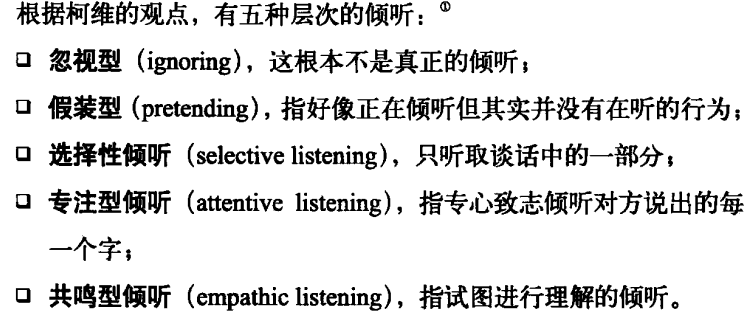 根据柯维的观点，有五种层次的倾听：①
□ 忽视型（ignoring），这根本不是真正的倾听；
□ 假装型（pretending），指好像正在倾听但其实并没有在听的行为；
□ 选择性倾听（selective listening），只听取谈话中的一部分；
□ 专注型倾听（attentive listening），指专心致志倾听对方说出的每
一个字；
□ 共鸣型倾听（empathic listening），指试图进行理解的倾听。